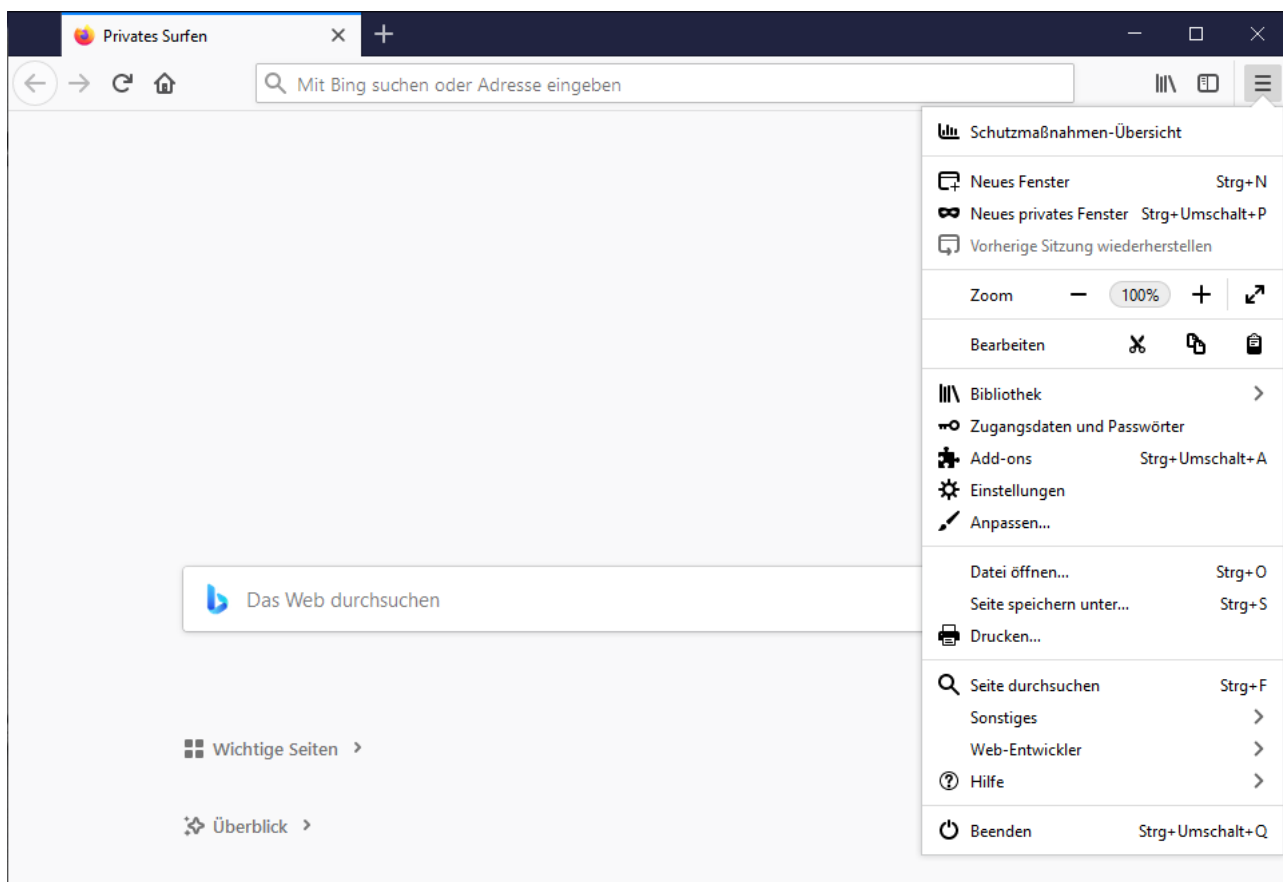 Privates Surfen
Mit Bing suchen oder Adresse eingeben
Schutzmaßnahmen-Übersicht
Neues Fenster Strg+N
Neues privates Fenster Strg+Umschalt+P
Vorherige Sitzung wiederherstellen
Zoom 100%
Bearbeiten
Bibliothek
Zugangsdaten und Passwörter
Add-ons Strg+Umschalt+A
Einstellungen
Anpassen...
Datei öffnen... Strg+O
Seite speichern unter... Strg+S
Drucken...
Seite durchsuchen Strg+F
Sonstiges
Web-Entwickler
Hilfe
Beenden Strg+Umschalt+Q
Das Web durchsuchen
Wichtige Seiten
Überblick